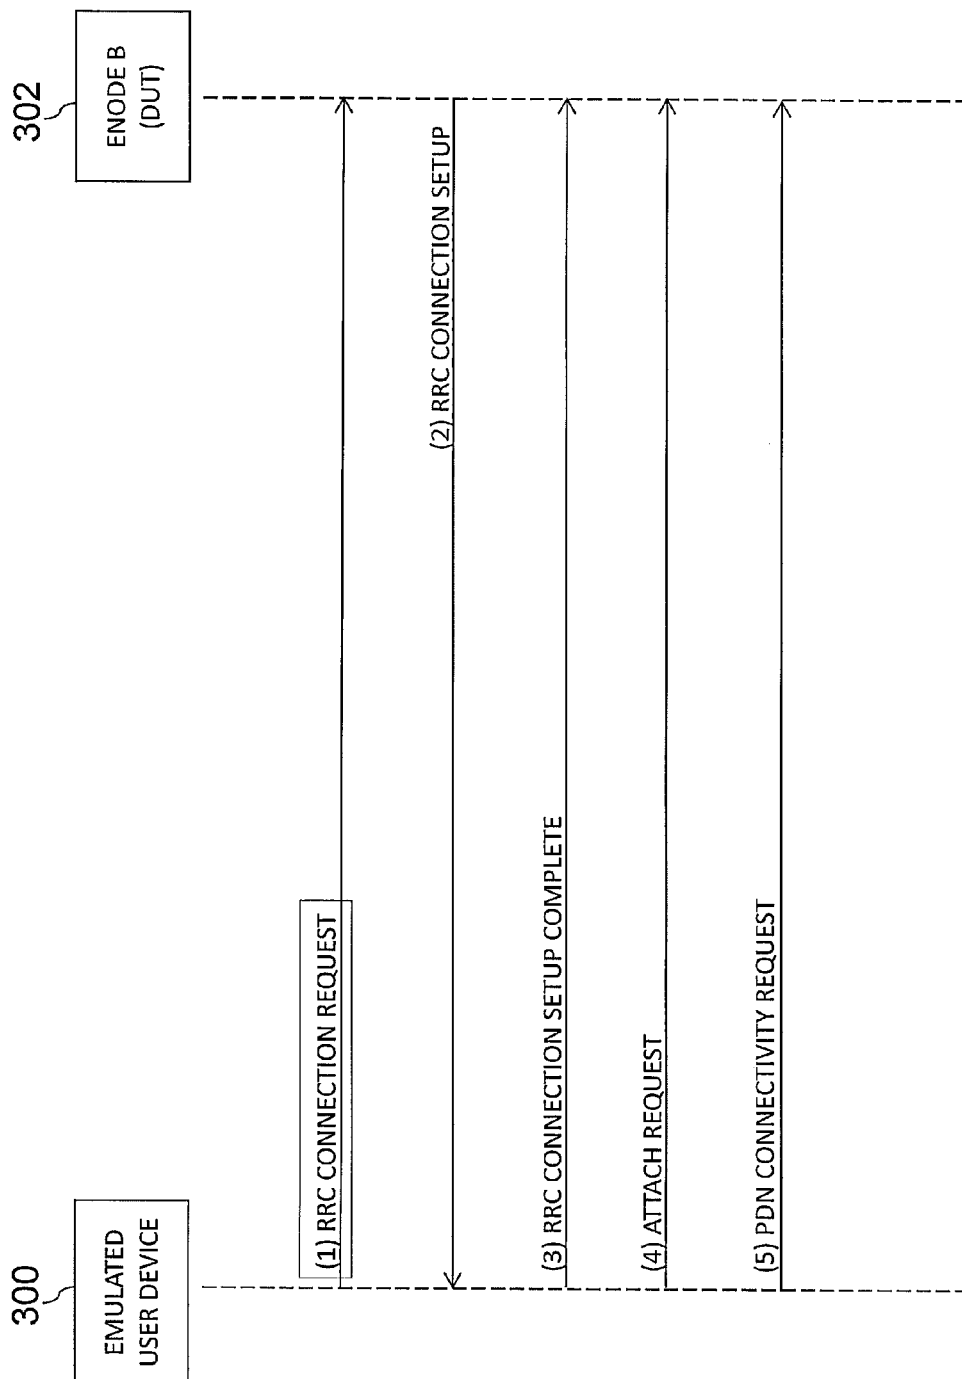 300
EMULATED
USER DEVICE
302
ENODE B
(DUT)
(1) RRC CONNECTION REQUEST
(2) RRC CONNECTION SETUP
(3) RRC CONNECTION SETUP COMPLETE
(4) ATTACH REQUEST
(5) PDN CONNECTIVITY REQUEST